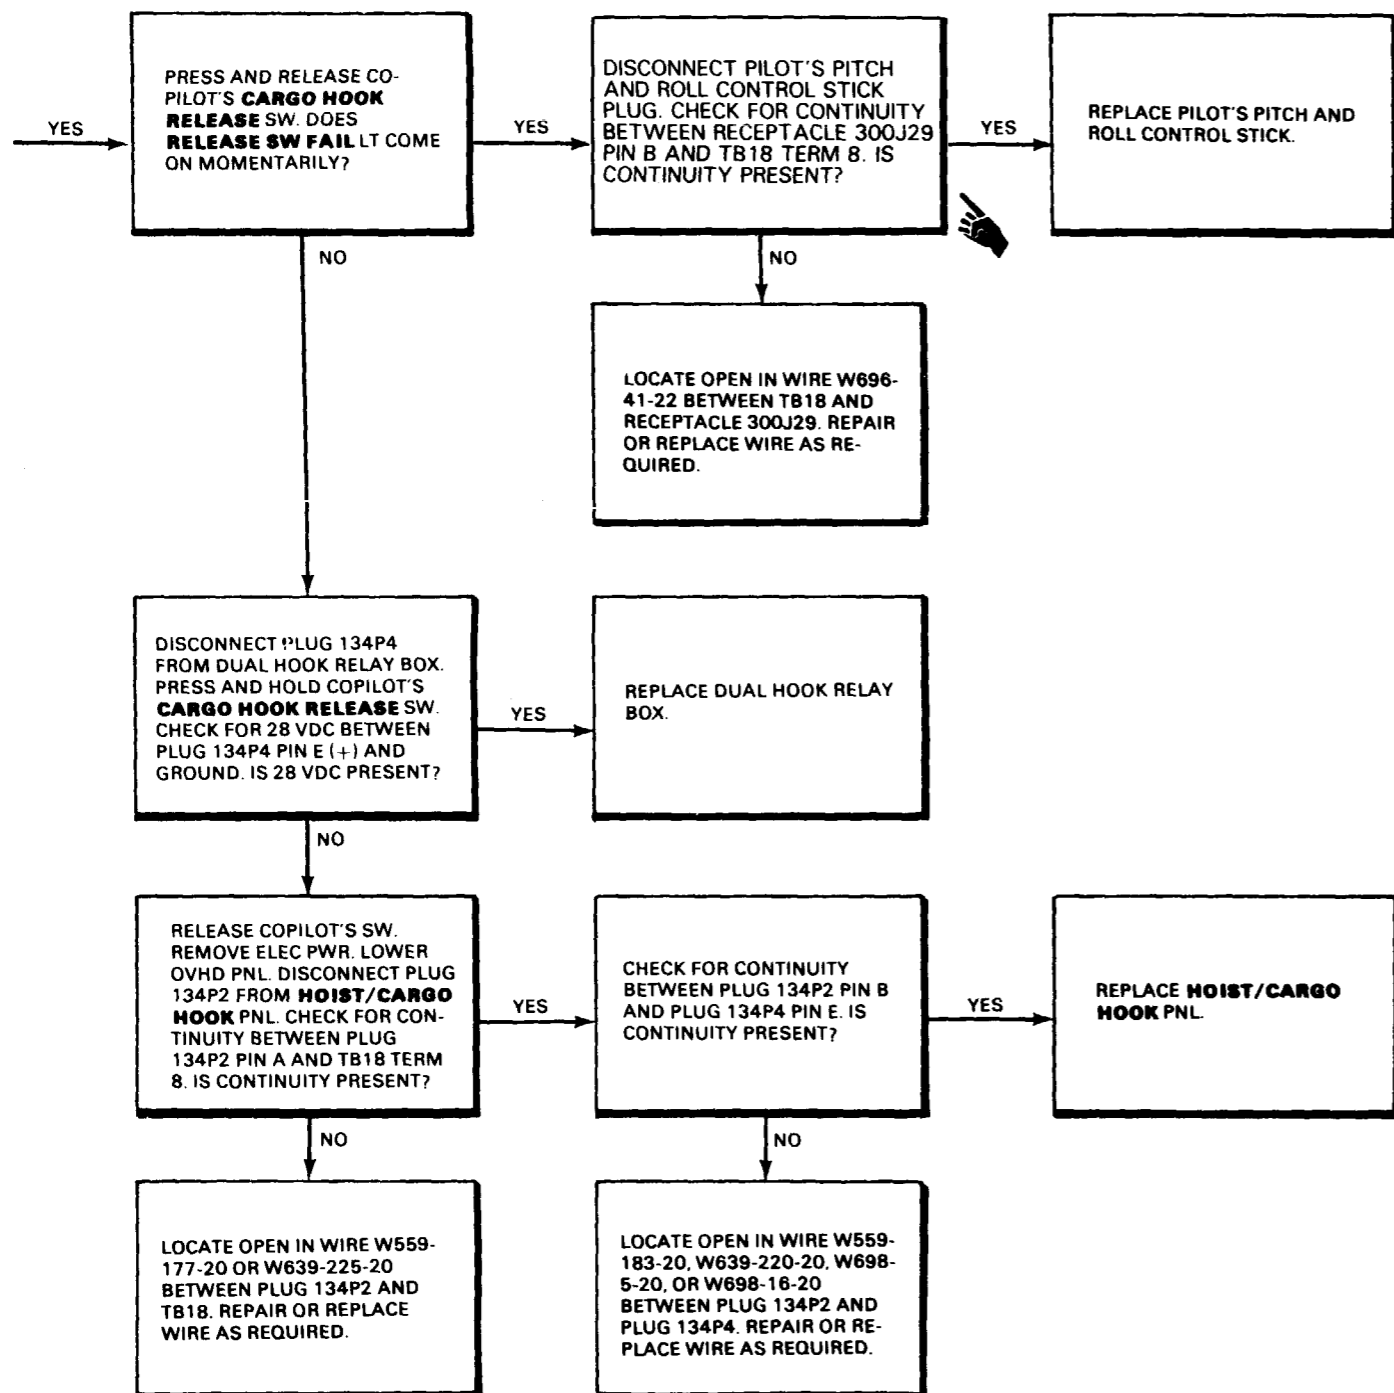 YES
PRESS AND RELEASE CO-
PILOT'S CARGO HOOK
RELEASE SW. DOES
RELEASE SW FAIL LT COME
ON MOMENTARILY?
YES
DISCONNECT PILOT'S PITCH
AND ROLL CONTROL STICK
PLUG. CHECK FOR CONTINUITY
BETWEEN RECEPTACLE 300J29
PIN B AND TB18 TERM 8. IS
CONTINUITY PRESENT?
YES
REPLACE PILOT'S PITCH AND
ROLL CONTROL STICK.
NO
NO
LOCATE OPEN IN WIRE W696-
41-22 BETWEEN TB18 AND
RECEPTACLE 300J29. REPAIR
OR REPLACE WIRE AS RE-
QUIRED.
DISCONNECT PLUG 134P4
FROM DUAL HOOK RELAY BOX.
PRESS AND HOLD COPILOT'S
CARGO HOOK RELEASE SW.
CHECK FOR 28 VDC BETWEEN
PLUG 134P4 PIN E (+) AND
GROUND. IS 28 VDC PRESENT?
YES
REPLACE DUAL HOOK RELAY
BOX.
NO
RELEASE COPILOT'S SW.
REMOVE ELEC PWR. LOWER
OVHD PNL. DISCONNECT PLUG
134P2 FROM HOIST/CARGO
HOOK PNL. CHECK FOR CON-
TINUITY BETWEEN PLUG
134P2 PIN A AND TB18 TERM
8. IS CONTINUITY PRESENT?
YES
CHECK FOR CONTINUITY
BETWEEN PLUG 134P2 PIN B
AND PLUG 134P4 PIN E. IS
CONTINUITY PRESENT?
YES
REPLACE HOIST/CARGO
HOOK PNL.
NO
NO
LOCATE OPEN IN WIRE W559-
177-20 OR W639-225-20
BETWEEN PLUG 134P2 AND
TB18. REPAIR OR REPLACE
WIRE AS REQUIRED.
LOCATE OPEN IN WIRE W559-
183-20, W639-220-20, W698-
5-20, OR W698-16-20
BETWEEN PLUG 134P2 AND
PLUG 134P4. REPAIR OR RE-
PLACE WIRE AS REQUIRED.